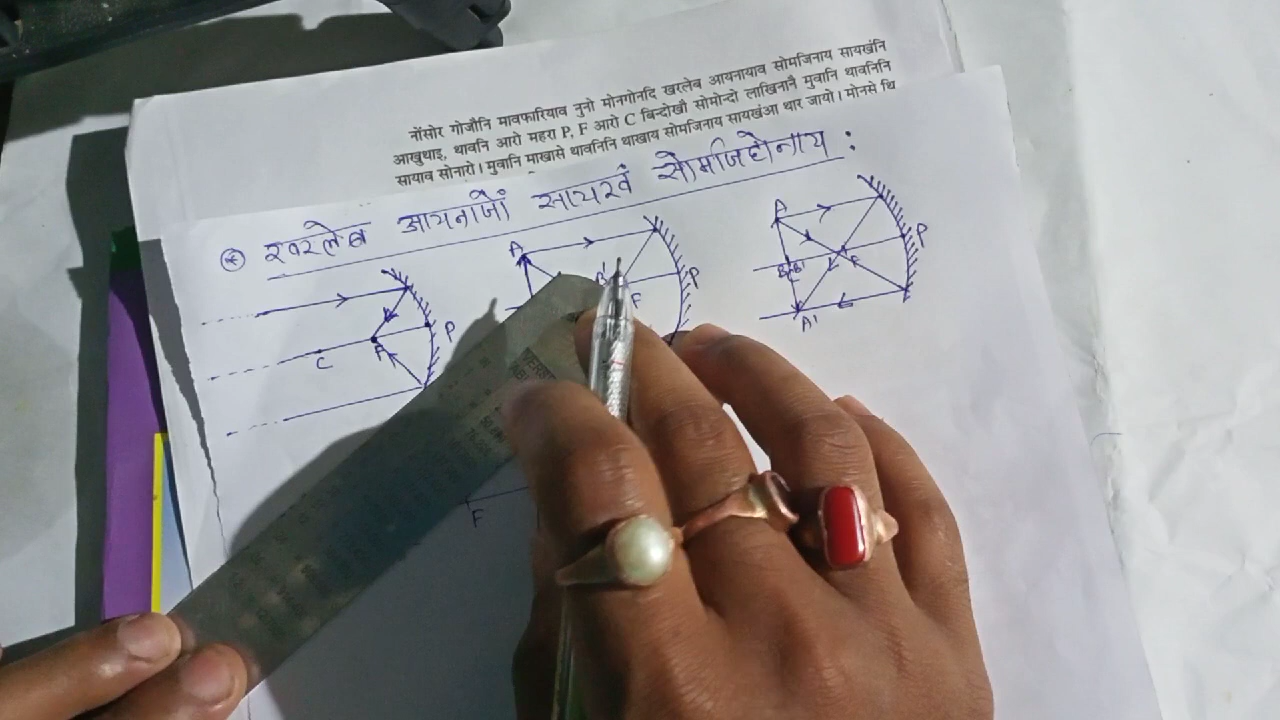 नोंसोर गोजौनि मावफारियाव नुनो मोनगोनदि खरलेब आयनायाव सोमजिनाय सायखंनि
आखुथाइ, थावनि आरो महरा P, F आरो C बिन्दोखौ सोमोन्दो लाखिनानै मुवानि थावनिनि
सायाव सोनारो। मुवानि माखासे थावनिनि थाखाय सोमजिनाय सायखंआ थार जायो। मोनसे थि
* खरलेब आयनाजों सायखं सोमजिहोनाय :
A
A
P
C
P
F
P
F
A'
F